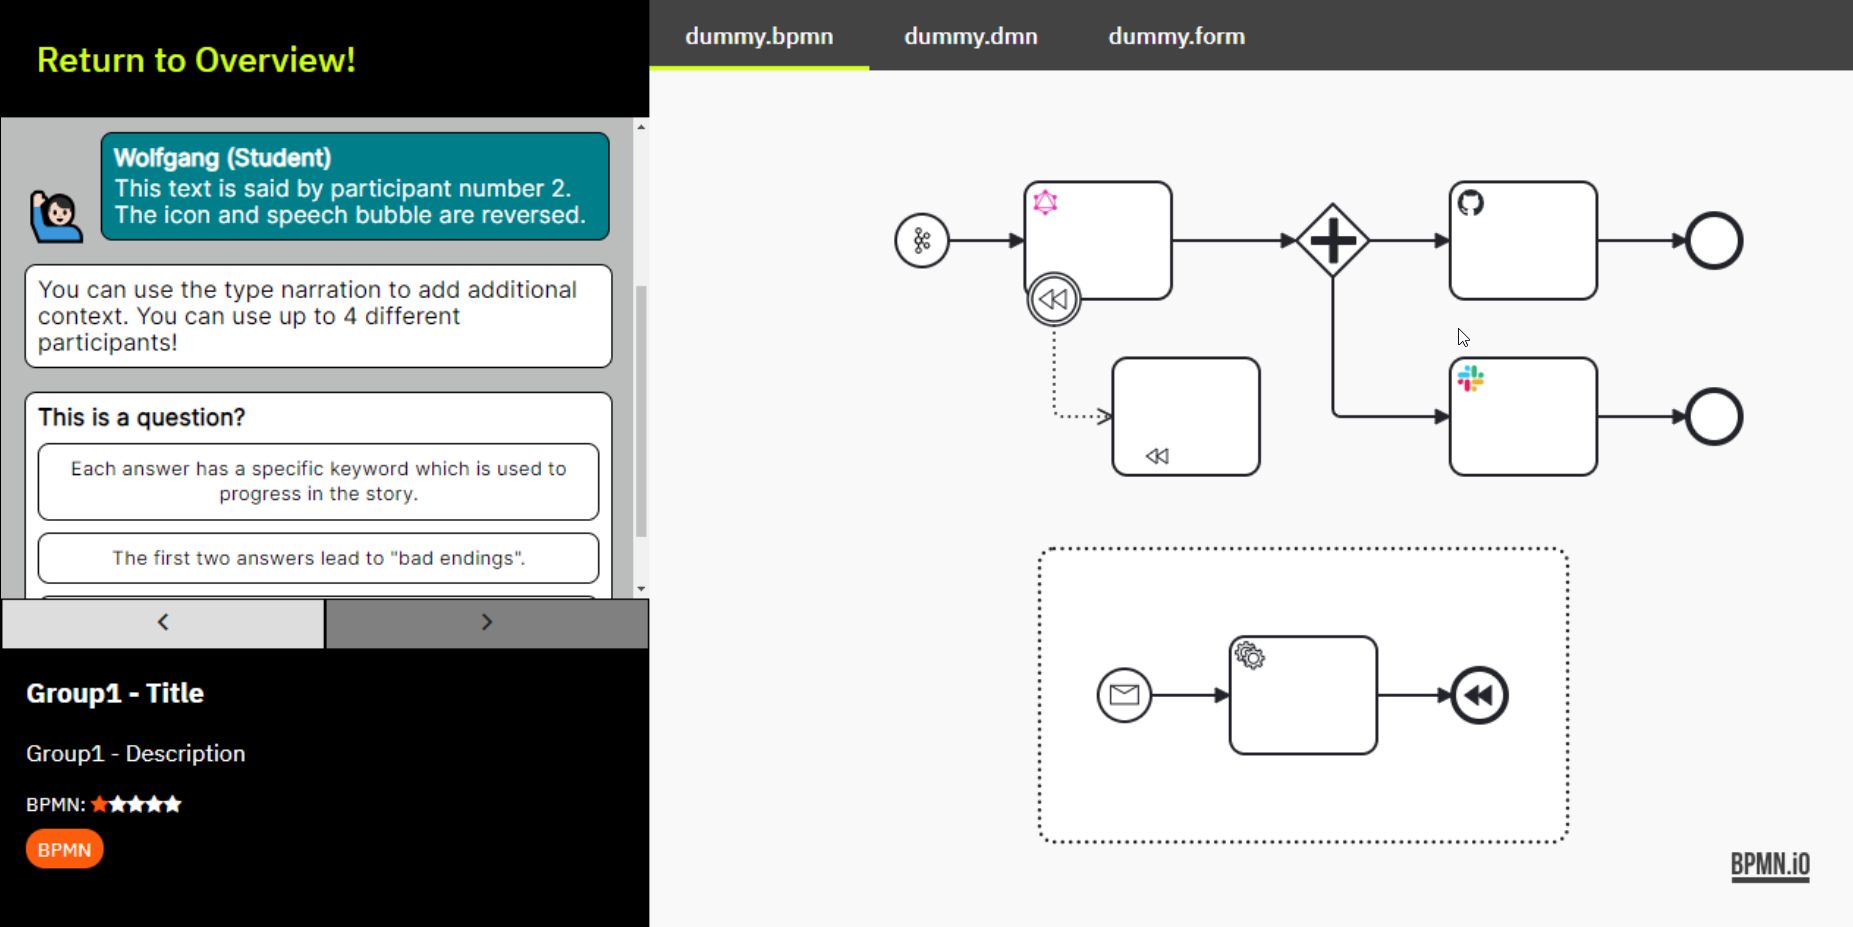 Return to Overview!
dummy.bpmn
dummy.dmn
dummy.form
Wolfgang (Student)
This text is said by participant number 2.
The icon and speech bubble are reversed.
You can use the type narration to add additional
context. You can use up to 4 different
participants!
This is a question?
Each answer has a specific keyword which is used to
progress in the story.
The first two answers lead to "bad endings".
Group1 - Title
Group1 - Description
BPMN:
BPMN
BPMN.iO